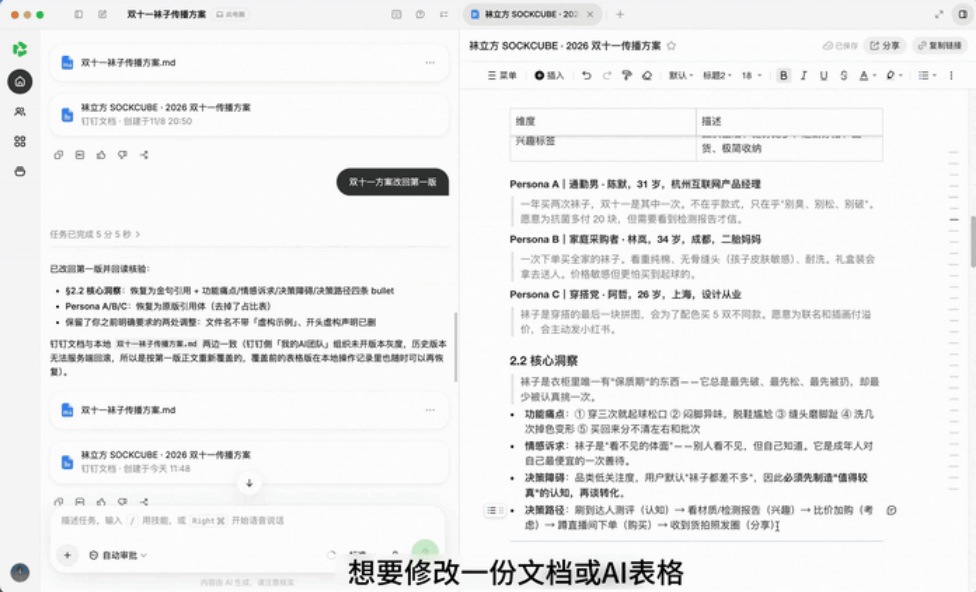 双十一袜子传播方案
此电脑
双十一袜子传播方案.md
袜立方 SOCKCUBE · 2026 双十一传播方案
钉钉文档 · 创建于11/8 20:50
双十一方案改回第一版
任务已完成 5 分 5 秒 >
已改回第一版并回读核验：
• §2.2 核心洞察：恢复为金句引用 + 功能痛点/情感诉求/决策障碍/决策路径四条 bullet
• Persona A/B/C：恢复为原版引用体（去掉了占比表）
• 保留了你之前明确要求的两处调整：文件名不带「虚构示例」、开头虚构声明已删
钉钉文档与本地 双十一袜子传播方案.md 两边一致（钉钉侧「我的AI团队」组织未开版本灰度，历史版本
无法服务端回滚，所以是按第一版正文重新覆盖的，覆盖前的表格版在本地操作记录里也随时可以再恢
复）。
双十一袜子传播方案.md
袜立方 SOCKCUBE · 2026 双十一传播方案
钉钉文档 · 创建于今天 11:48
描述任务，输入 / 用技能，或 Right⌘ 开始语音说话
自动审批
内容由 AI 生成，请注意核实
袜立方 SOCKCUBE · 202
袜立方 SOCKCUBE · 2026 双十一传播方案
已保存
分享
复制链接
菜单 插入 默认 标题2 18 B I U S A
维度 描述
兴趣标签
货、极简收纳
Persona A｜通勤男 · 陈默，31 岁，杭州互联网产品经理
一年买两次袜子，双十一是其中一次。不在乎款式，只在乎"别臭、别松、别破"。
愿意为抗菌多付 20 块，但需要看到检测报告才信。
Persona B｜家庭采购者 · 林岚，34 岁，成都，二胎妈妈
一次下单买全家的袜子。看重纯棉、无骨缝头（孩子皮肤敏感）、耐洗。礼盒装会
拿去送人。价格敏感但更怕买到起球的。
Persona C｜穿搭党 · 阿哲，26 岁，上海，设计从业
袜子是穿搭的最后一块拼图，会为了配色买 5 双不同款。愿意为联名和插画付溢
价，会主动发小红书。
2.2 核心洞察
袜子是衣柜里唯一有"保质期"的东西——它总是最先破、最先松、最先被扔，却最
少被认真挑一次。
• 功能痛点：① 穿三次就起球松口 ② 闷脚异味，脱鞋尴尬 ③ 缝头磨脚趾 ④ 洗几
次掉色变形 ⑤ 买回来分不清左右和批次
• 情感诉求：袜子是"看不见的体面"——别人看不见，但自己知道。它是成年人对
自己最便宜的一次善待。
• 决策障碍：品类低关注度，用户默认"袜子都差不多"，因此必须先制造"值得较
真"的认知，再谈转化。
• 决策路径：刷到达人测评（认知）→ 看材质/检测报告（兴趣）→ 比价加购（考
虑）→ 蹲直播间下单（购买）→ 收到货拍照发圈（分享）
想要修改一份文档或AI表格